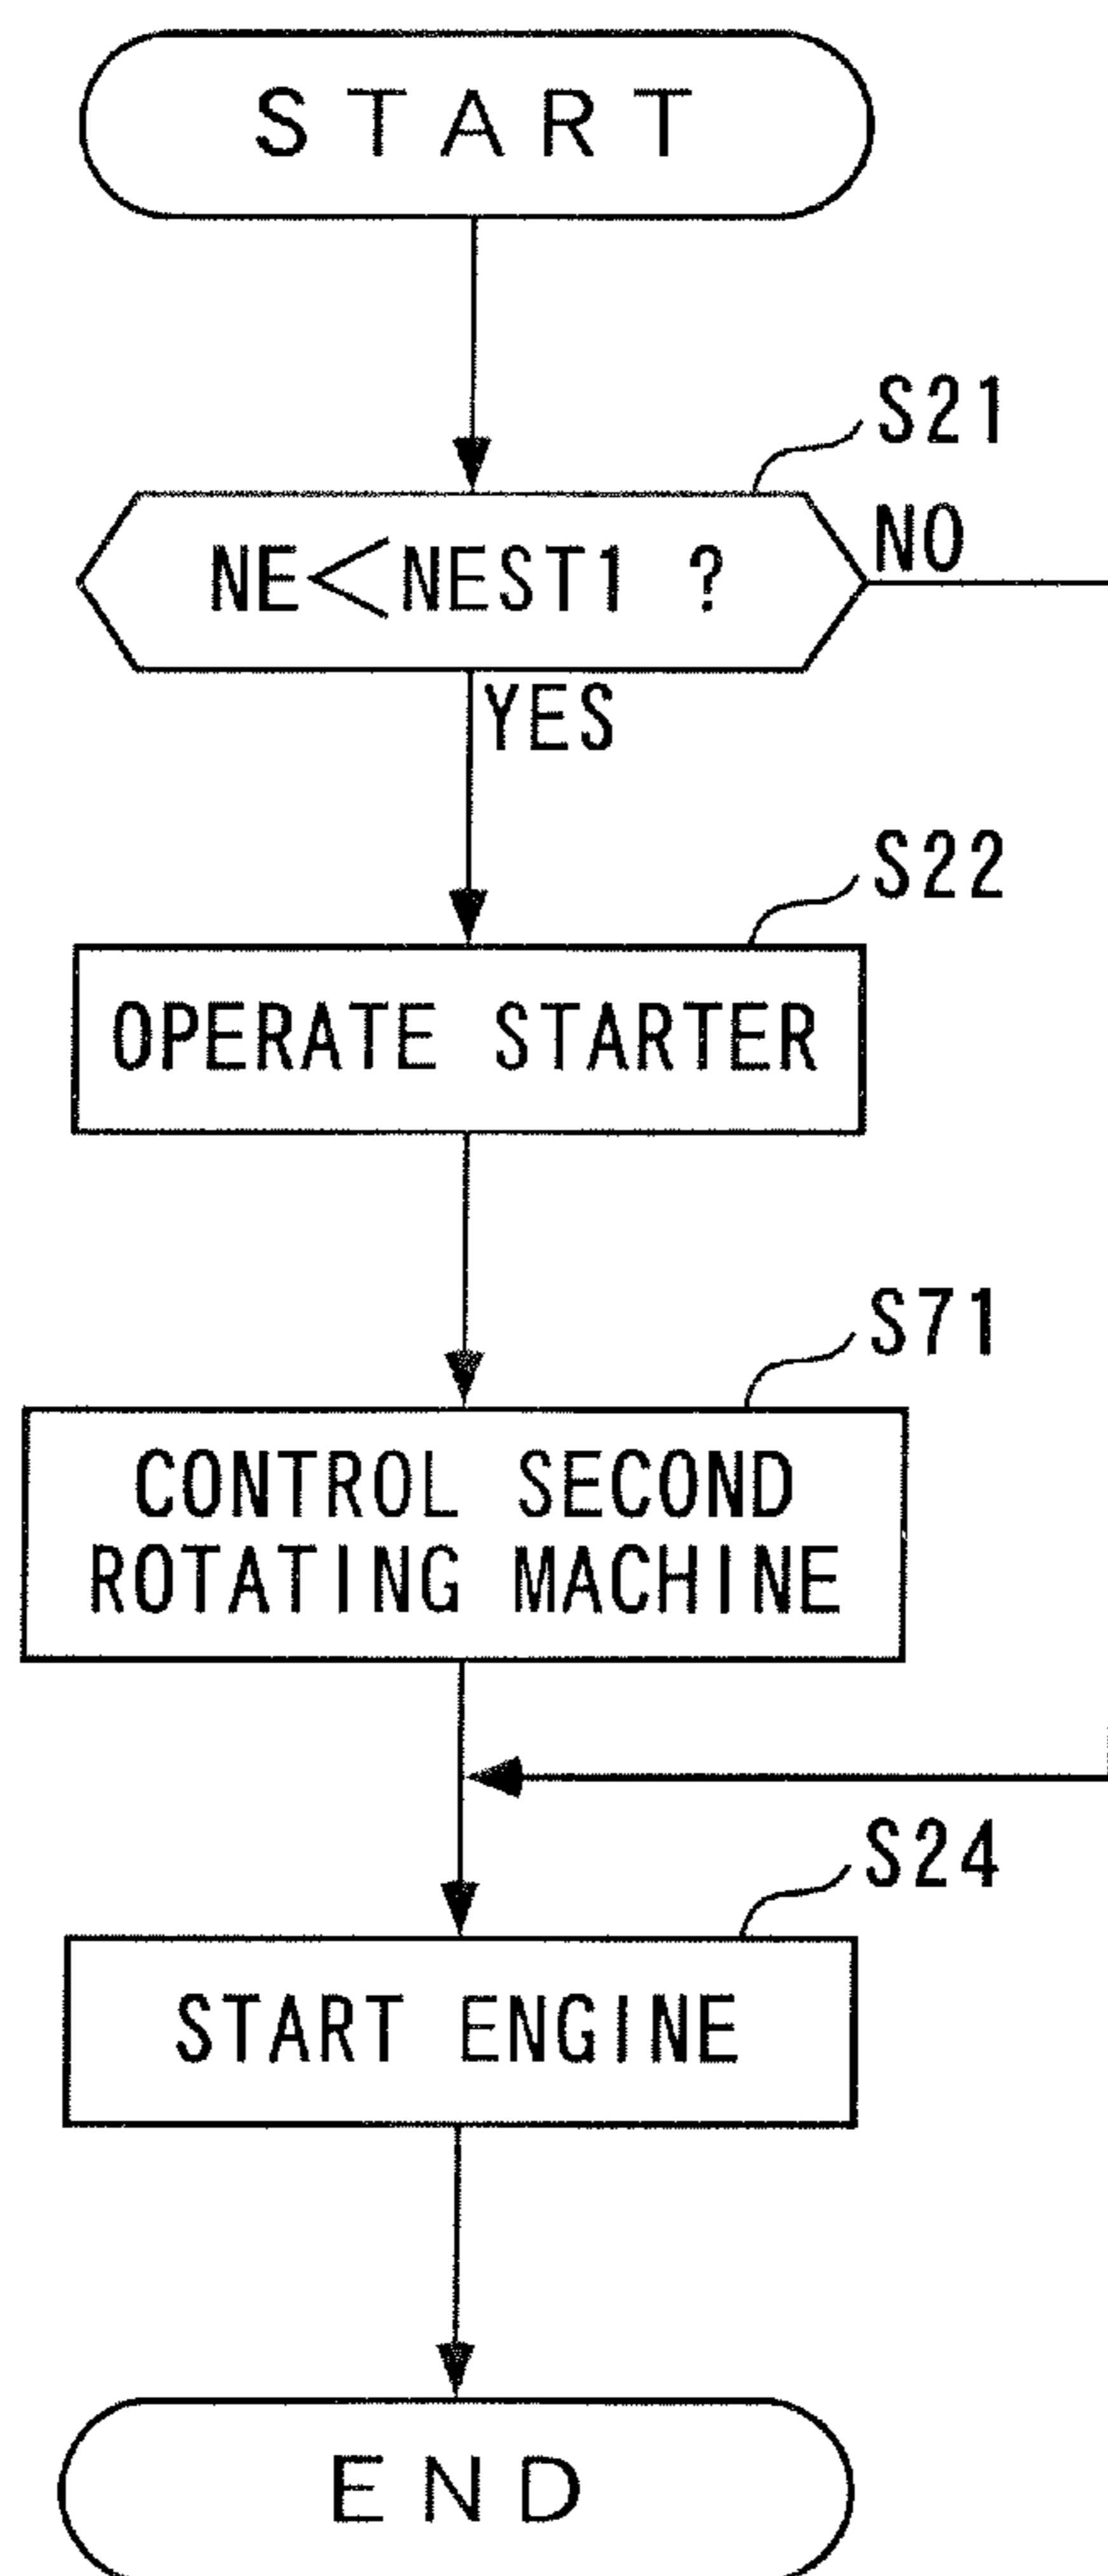 START
S21
NE<NEST1 ?
NO
YES
S22
OPERATE STARTER
S71
CONTROL SECOND
ROTATING MACHINE
S24
START ENGINE
END